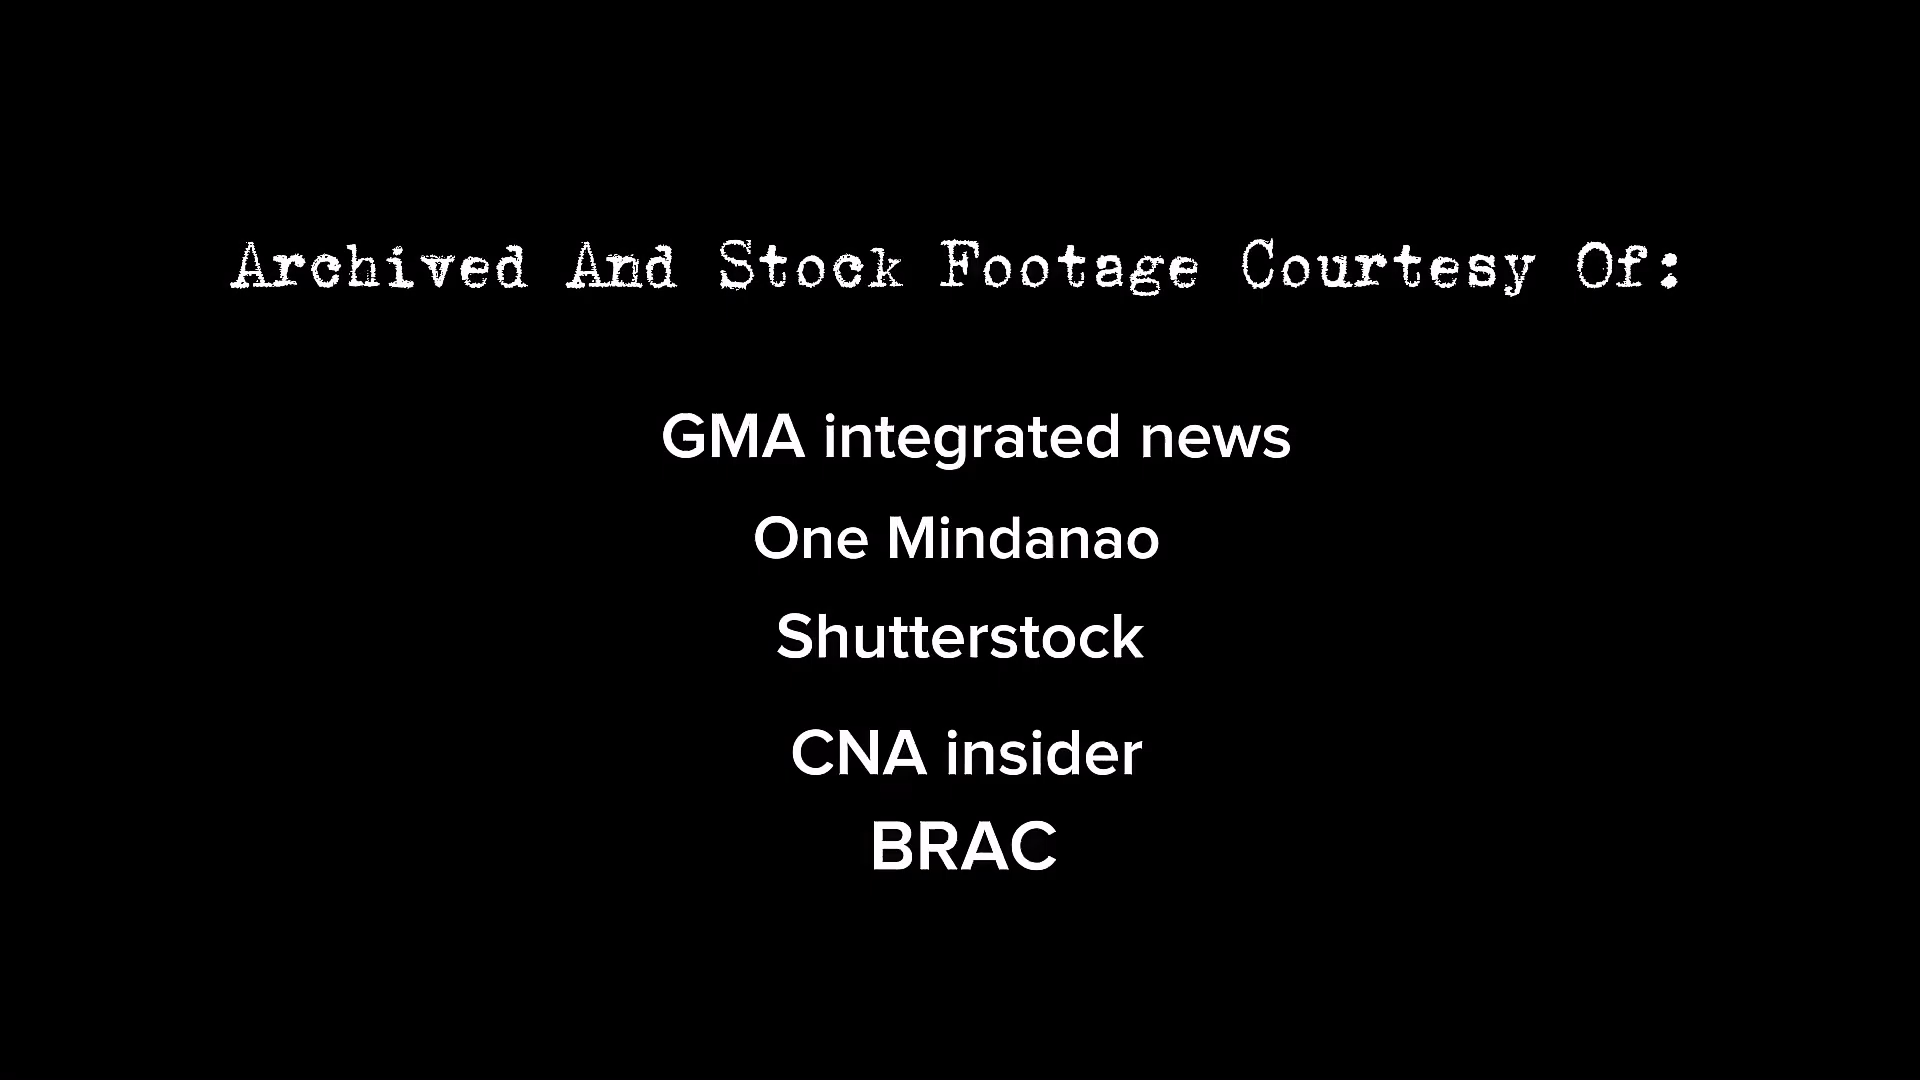 Archived And Stock Footage Courtesy Of:
GMA integrated news
One Mindanao
Shutterstock
CNA insider
BRAC